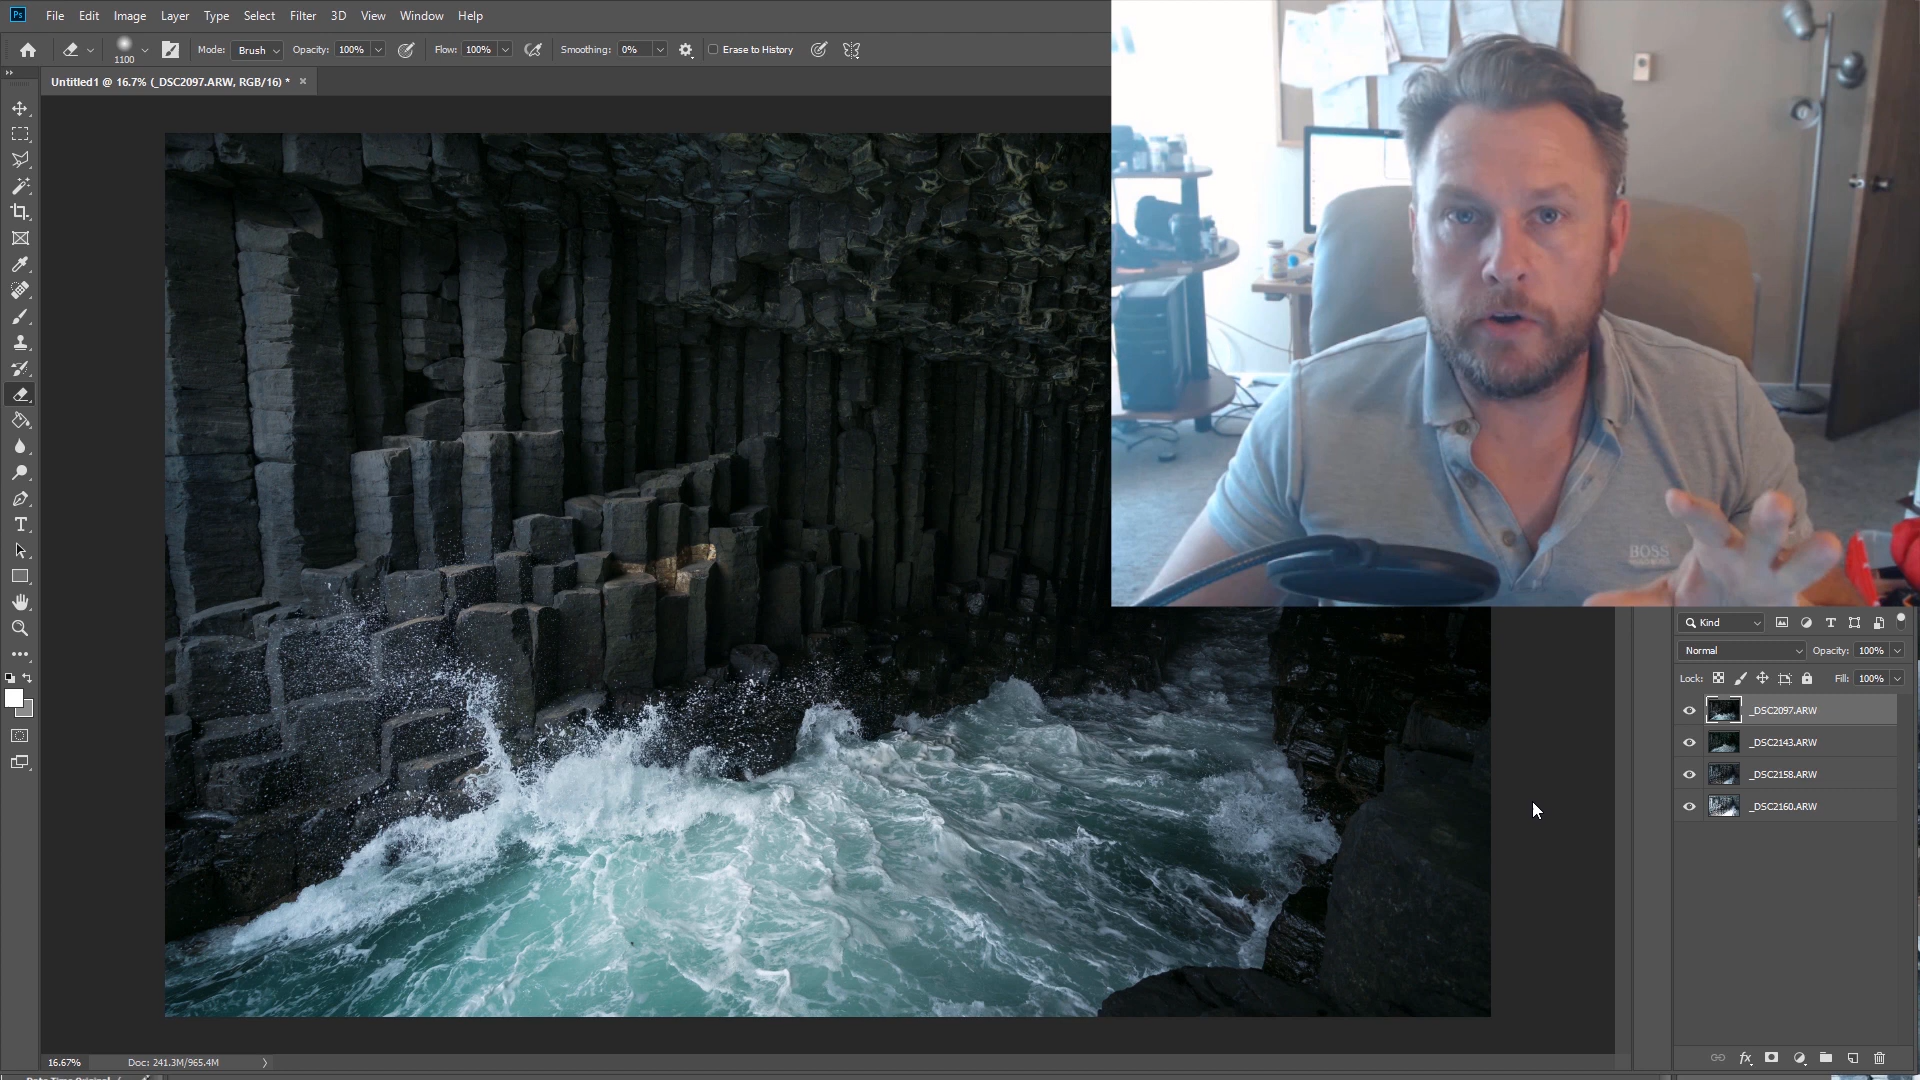 Ps File Edit Image Layer Type Select Filter 3D View Window Help
1100 Mode: Brush Opacity: 100% Flow: 100% Smoothing: 0% Erase to History
Untitled1 @ 16.7% (_DSC2097.ARW, RGB/16) * ×
BOSS
Kind
Normal Opacity: 100%
Lock: Fill: 100%
_DSC2097.ARW
_DSC2143.ARW
_DSC2158.ARW
_DSC2160.ARW
fx
16.67% Doc: 241.3M/965.4M